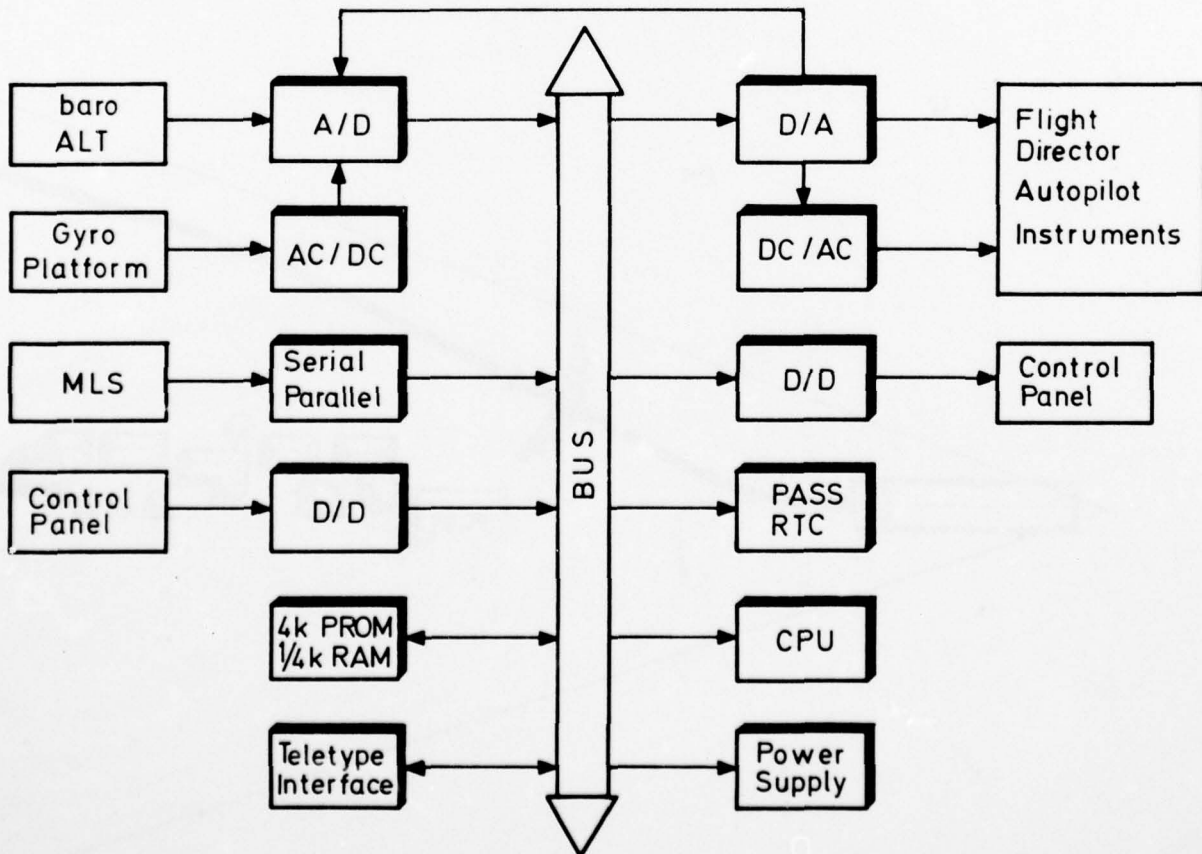 baro
ALT
A/D
D/A
Flight
Director
Autopilot
Instruments
Gyro
Platform
AC/DC
DC/AC
MLS
Serial
Parallel
D/D
Control
Panel
BUS
Control
Panel
D/D
PASS
RTC
4k PROM
1/4k RAM
CPU
Teletype
Interface
Power
Supply